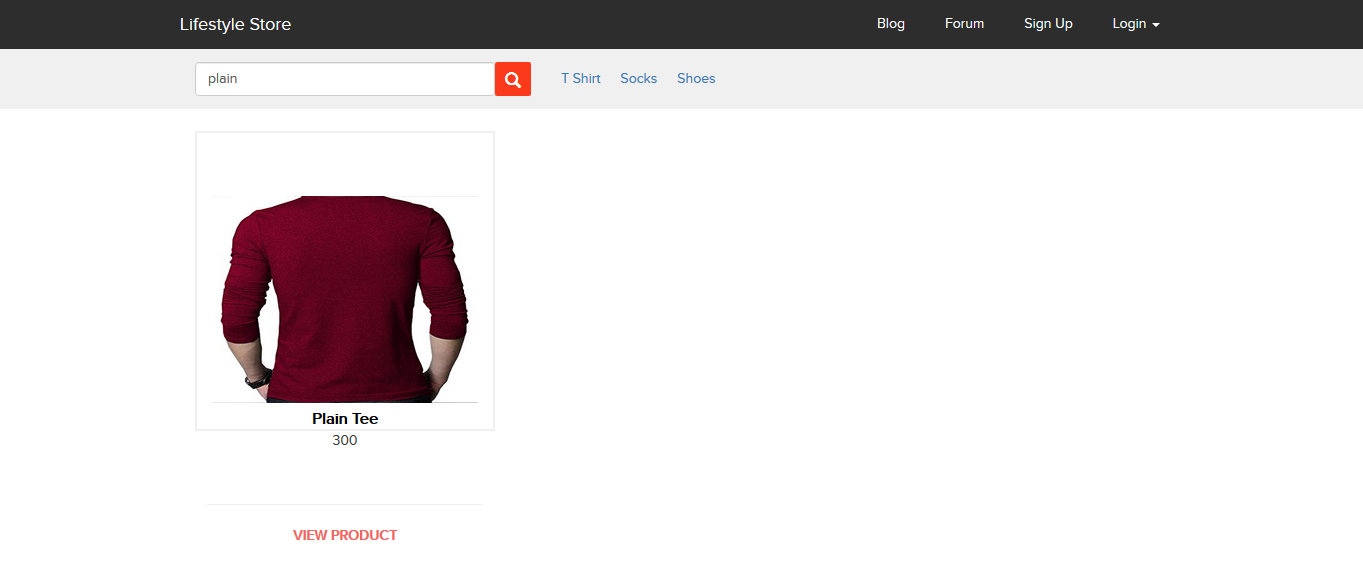 Lifestyle Store
Blog Forum Sign Up Login
plain
T Shirt Socks Shoes
Plain Tee
300
VIEW PRODUCT